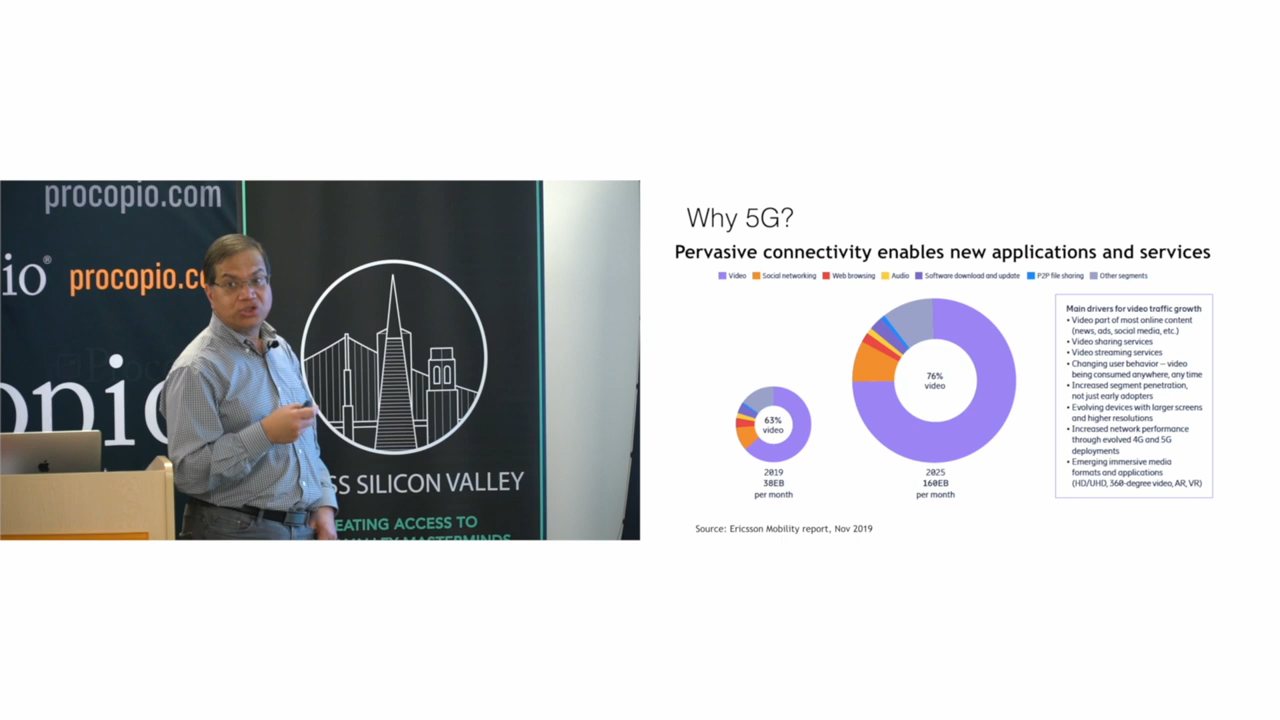 procopio.com
io®
procopio.c
opio
SS SILICON VALLEY
EATING ACCESS TO
MASTERMINDS
Why 5G?
Pervasive connectivity enables new applications and services
Video Social networking Web browsing Audio Software download and update P2P file sharing Other segments
63%
video
2019
38EB
per month
76%
video
2025
160EB
per month
Main drivers for video traffic growth
• Video part of most online content
(news, ads, social media, etc.)
• Video sharing services
• Video streaming services
• Changing user behavior – video
being consumed anywhere, any time
• Increased segment penetration,
not just early adopters
• Evolving devices with larger screens
and higher resolutions
• Increased network performance
through evolved 4G and 5G
deployments
• Emerging immersive media
formats and applications
(HD/UHD, 360-degree video, AR, VR)
Source: Ericsson Mobility report, Nov 2019